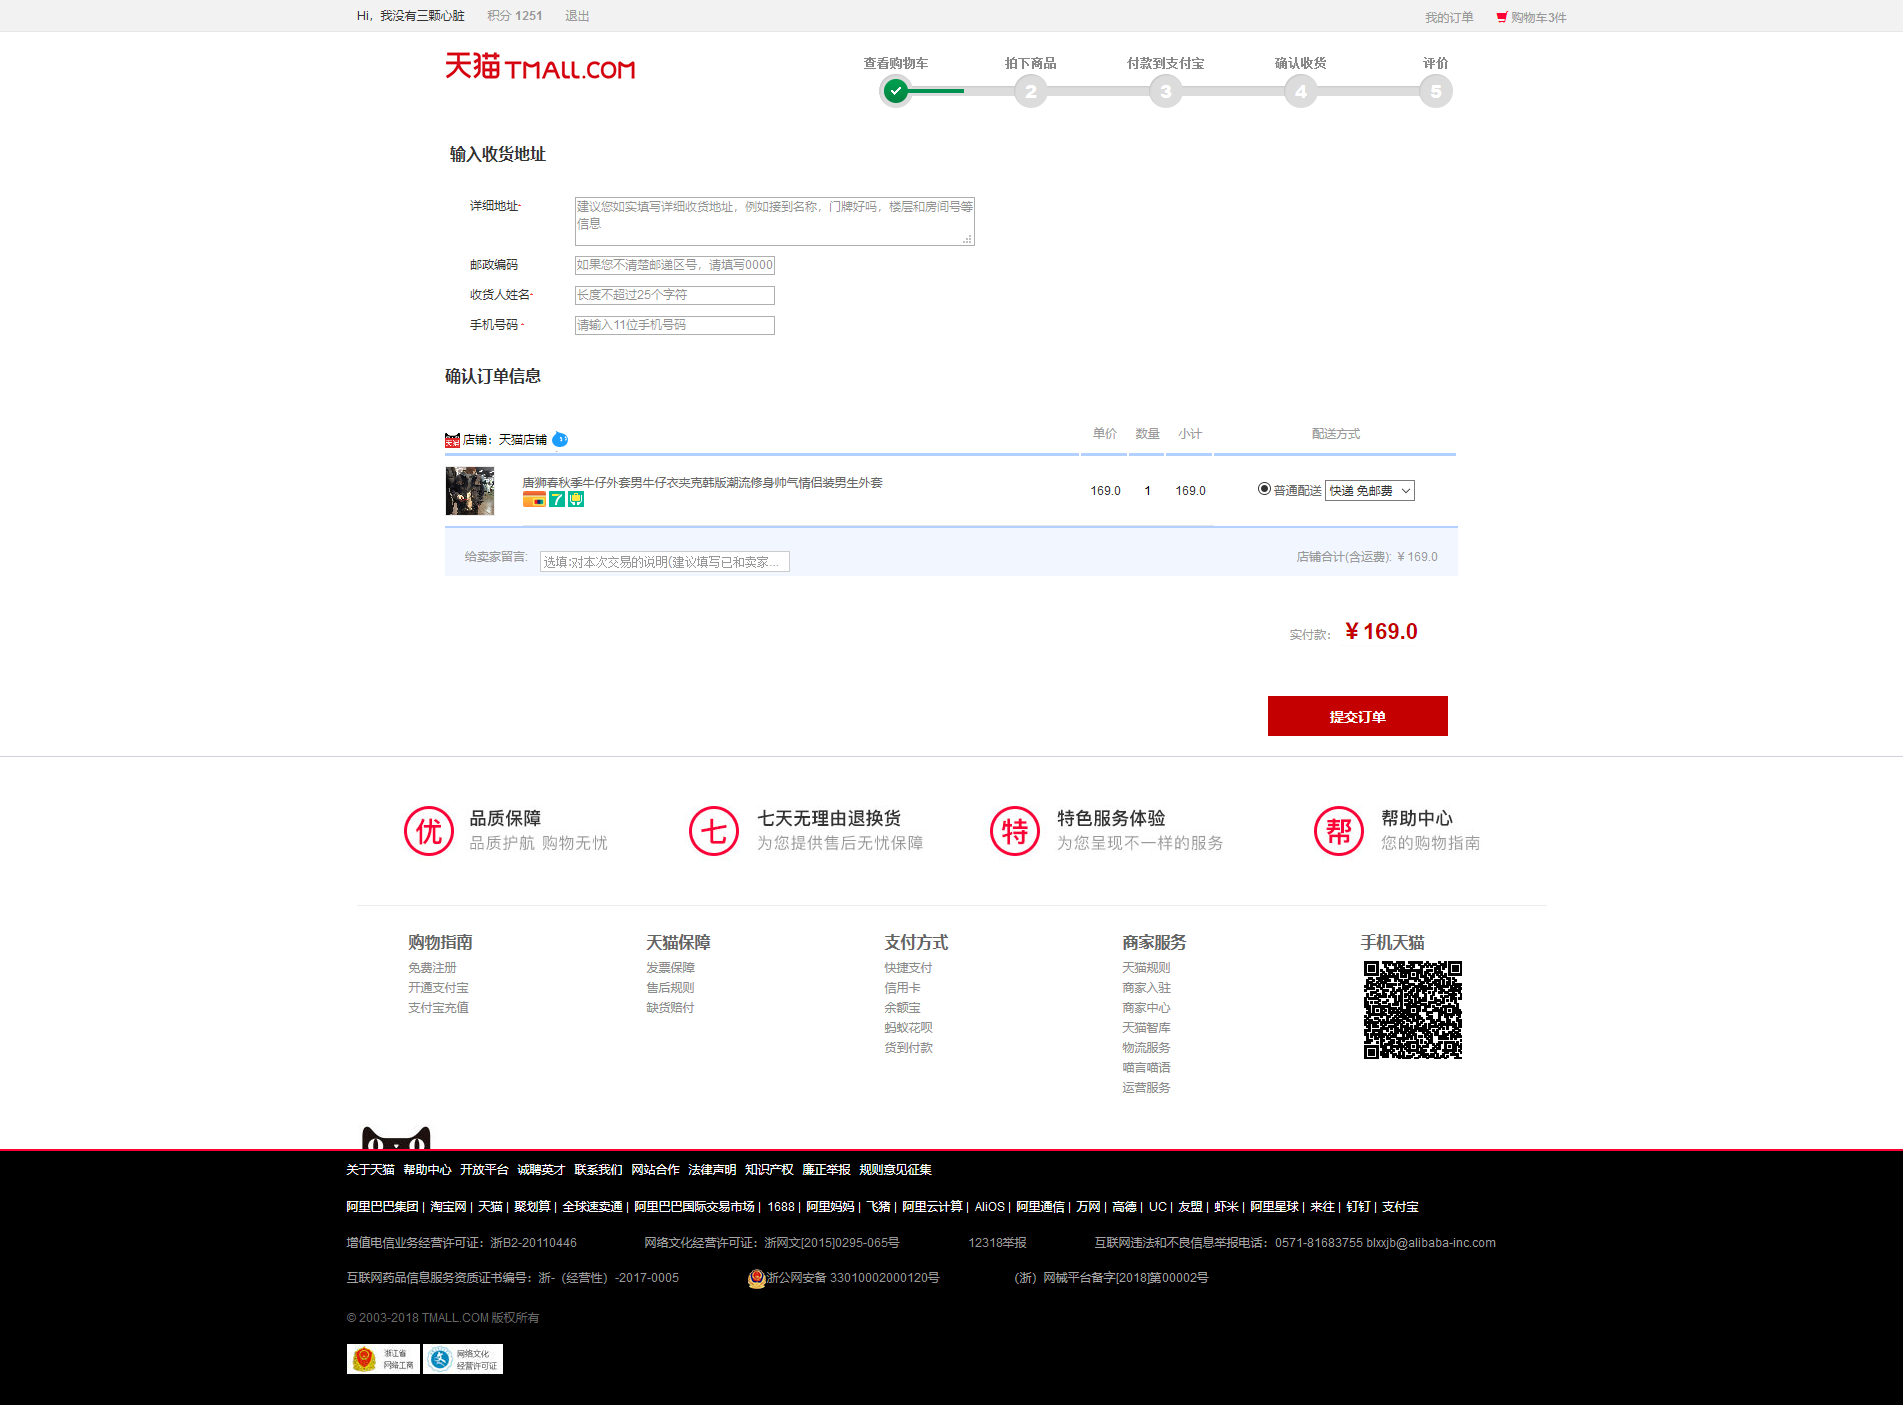 Hi，我没有三颗心脏 积分 1251 退出 我的订单 购物车3件
天猫 TMALL.COM
查看购物车 拍下商品 付款到支付宝 确认收货 评价
2 3 4 5
输入收货地址
详细地址* 建议您如实填写详细收货地址，例如接到名称，门牌好吗，楼层和房间号等
信息
邮政编码 如果您不清楚邮递区号，请填写0000
收货人姓名* 长度不超过25个字符
手机号码 * 请输入11位手机号码
确认订单信息
店铺：天猫店铺 单价 数量 小计 配送方式
唐狮春秋季牛仔外套男牛仔衣夹克韩版潮流修身帅气情侣装男生外套
7
169.0 1 169.0 普通配送 快递 免邮费
给卖家留言: 选填:对本次交易的说明(建议填写已和卖家... 店铺合计(含运费): ￥169.0
实付款： ￥169.0
提交订单
优 品质保障 七 七天无理由退换货 特 特色服务体验 帮 帮助中心
品质护航 购物无忧 为您提供售后无忧保障 为您呈现不一样的服务 您的购物指南
购物指南 天猫保障 支付方式 商家服务 手机天猫
免费注册 发票保障 快捷支付 天猫规则
开通支付宝 售后规则 信用卡 商家入驻
支付宝充值 缺货赔付 余额宝 商家中心
蚂蚁花呗 天猫智库
货到付款 物流服务
喵言喵语
运营服务
关于天猫 帮助中心 开放平台 诚聘英才 联系我们 网站合作 法律声明 知识产权 廉正举报 规则意见征集
阿里巴巴集团 | 淘宝网 | 天猫 | 聚划算 | 全球速卖通 | 阿里巴巴国际交易市场 | 1688 | 阿里妈妈 | 飞猪 | 阿里云计算 | AliOS | 阿里通信 | 万网 | 高德 | UC | 友盟 | 虾米 | 阿里星球 | 来往 | 钉钉 | 支付宝
增值电信业务经营许可证：浙B2-20110446 网络文化经营许可证：浙网文[2015]0295-065号 12318举报 互联网违法和不良信息举报电话：0571-81683755 blxxjb@alibaba-inc.com
互联网药品信息服务资质证书编号：浙-（经营性）-2017-0005 浙公网安备 33010002000120号 （浙）网械平台备字[2018]第00002号
© 2003-2018 TMALL.COM 版权所有
浙江省 网络文化
网络工商 经营许可证